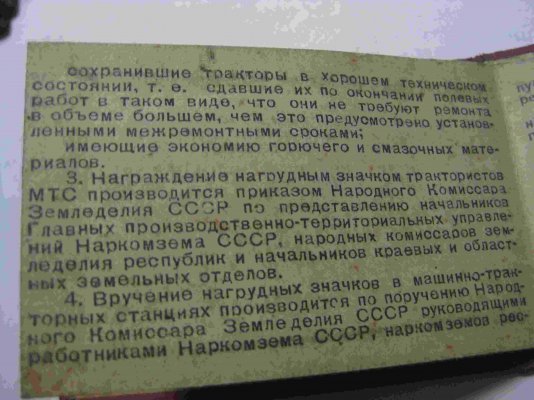 сохранившие тракторы в хорошем техническом
состоянии, т. е. сдавшие их по окончании полевых
работ в таком виде, что они не требуют ремонта
в объеме большем, чем это предусмотрено установ-
ленными межремонтными сроками;
имеющие экономию горючего и смазочных мате-
риалов.
3. Награждение нагрудным значком трактористов
МТС производится приказом Народного Комиссара
Земледелия СССР по представлению начальников
Главных производственно-территориальных управле-
ний Наркомзема СССР, народных комиссаров зем-
леделия республик и начальников краевых и област-
ных земельных отделов.
4. Вручение нагрудных значков в машинно-трак-
торных станциях производится по поручению Народ-
ного Комиссара Земледелия СССР руководящими
работниками Наркомзема СССР, наркомземов рес-